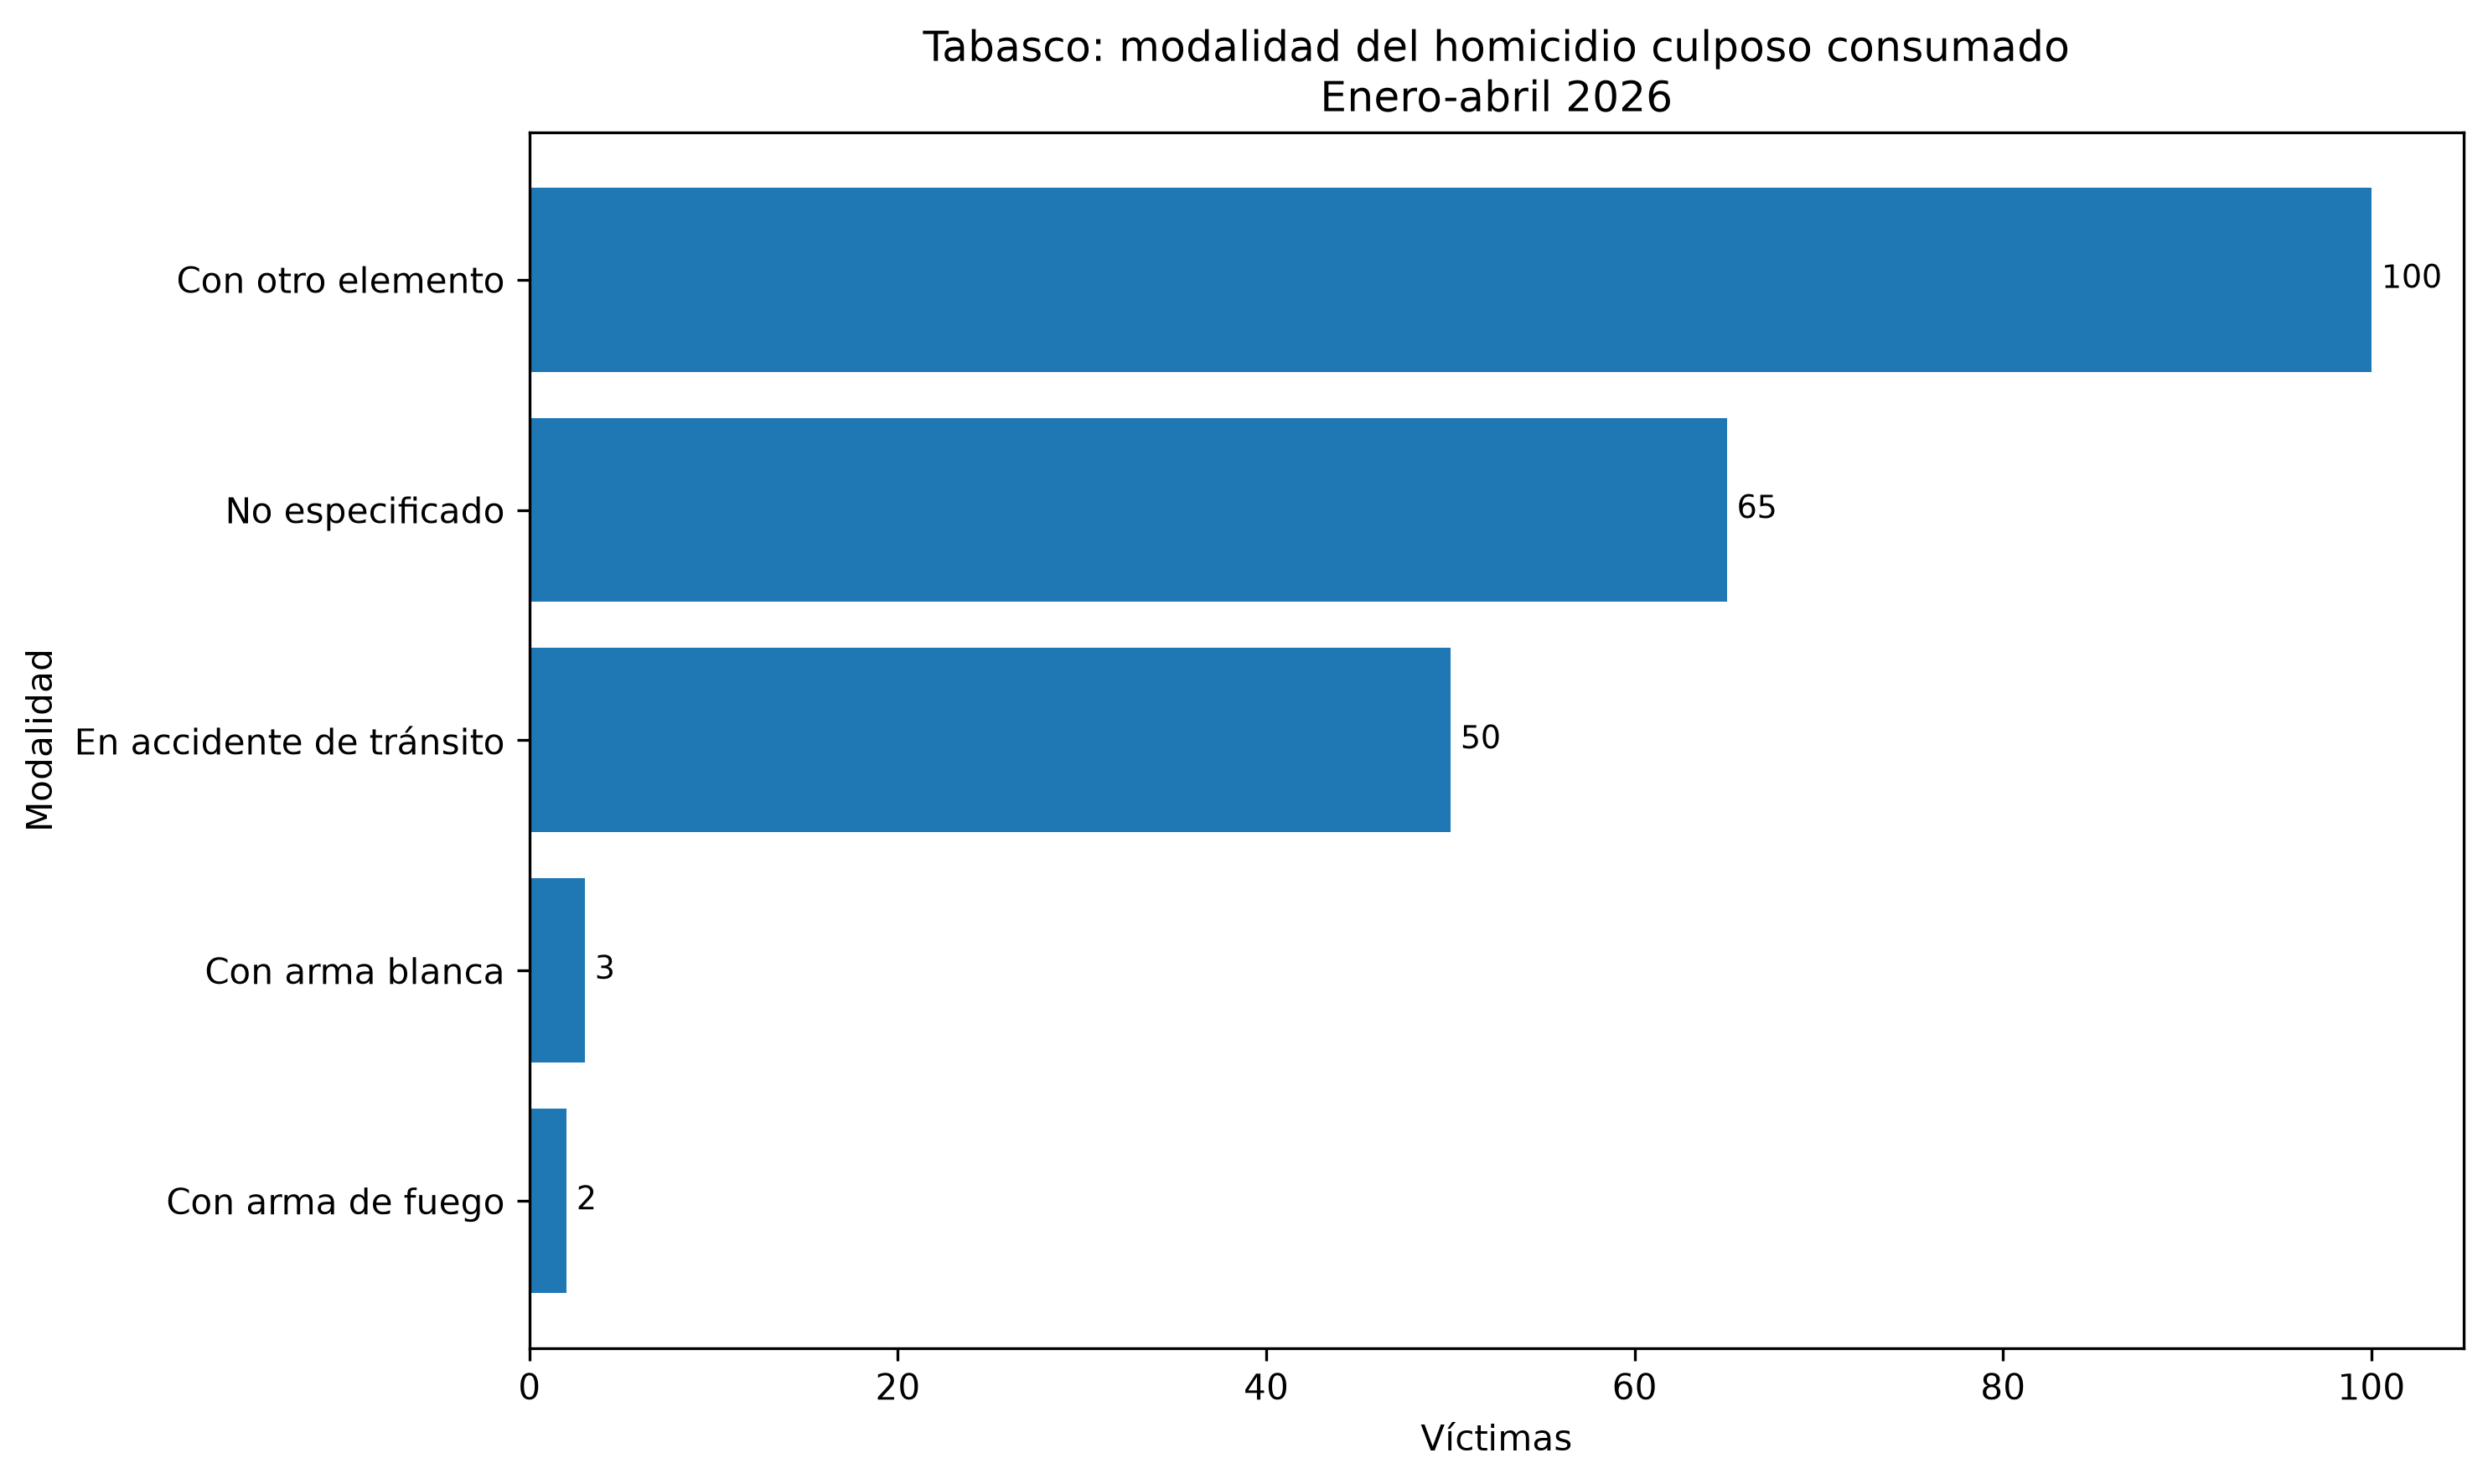 Tabasco: modalidad del homicidio culposo consumado
Enero-abril 2026
Modalidad
Con otro elemento
100
No especificado
65
En accidente de tránsito
50
Con arma blanca
3
Con arma de fuego
2
0 20 40 60 80 100
Víctimas